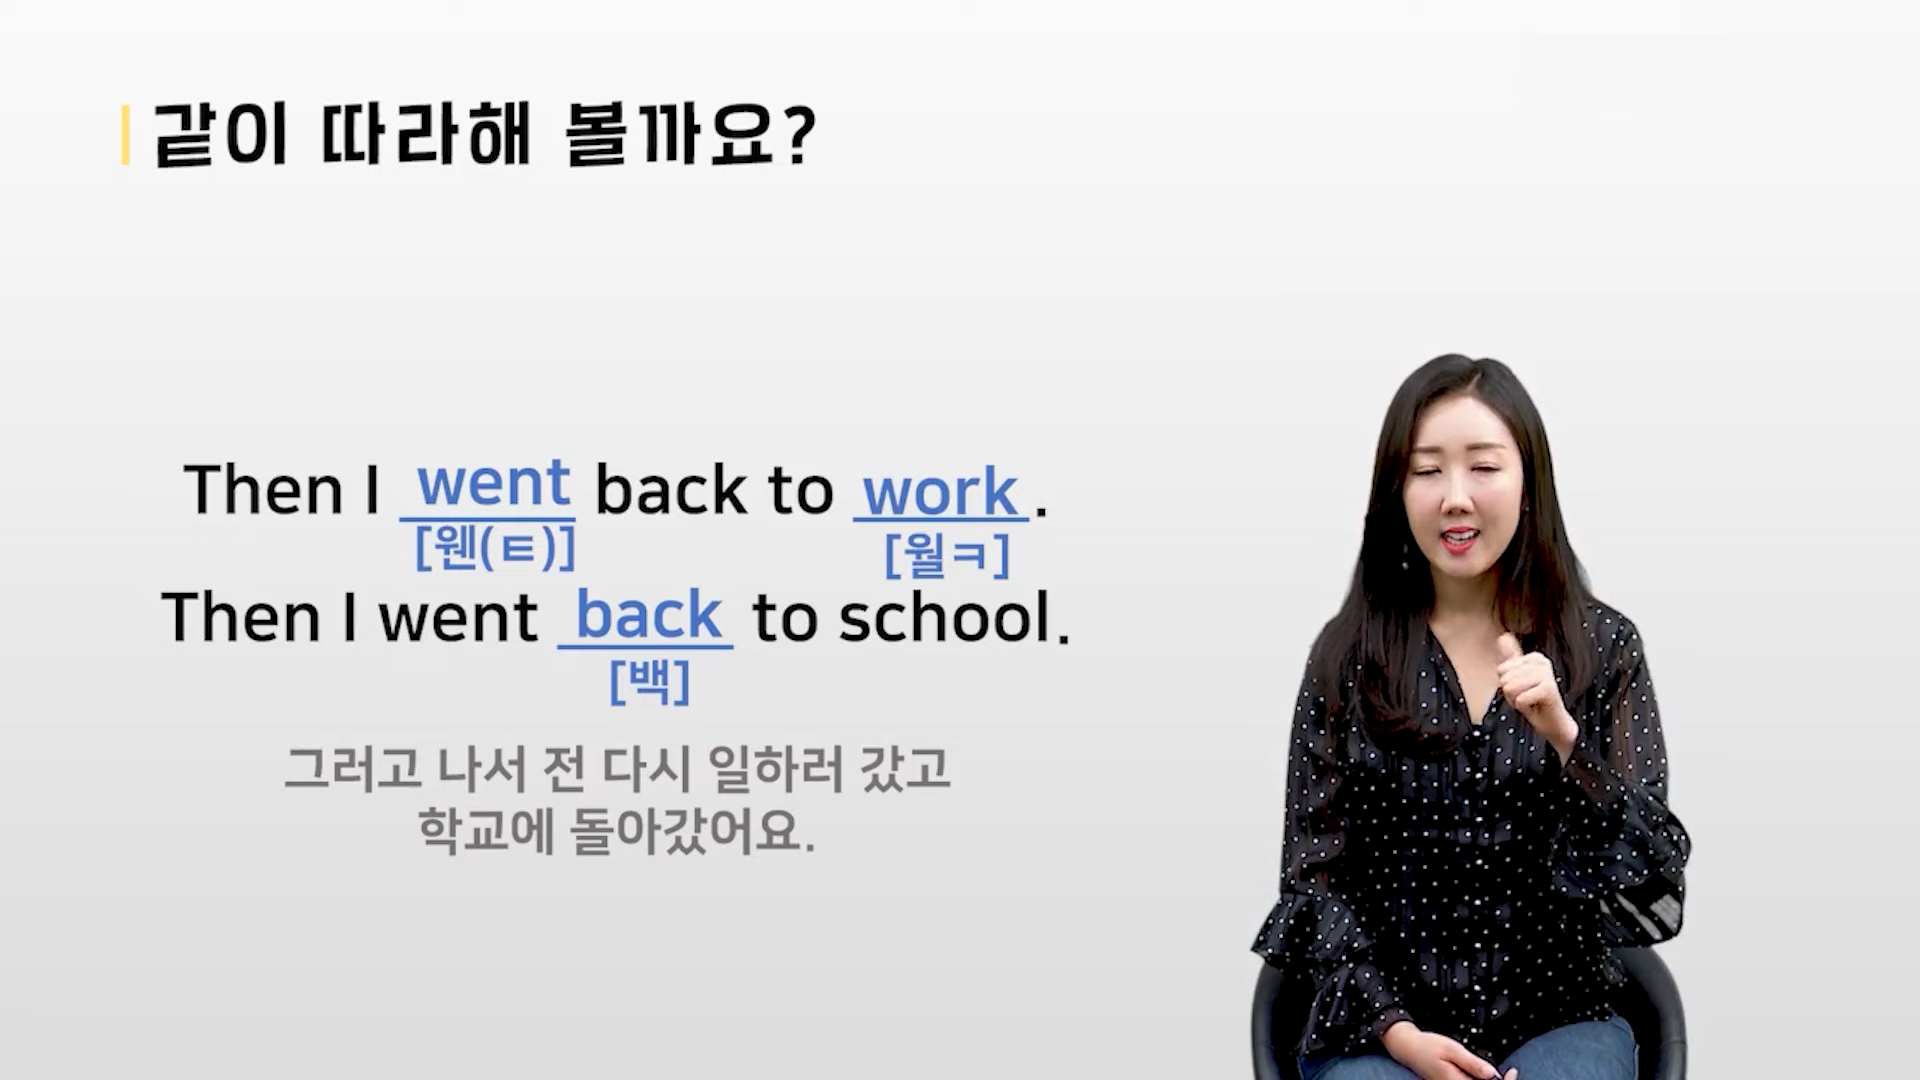 같이 따라해 볼까요?
Then I went back to work.
[웬(ㅌ)] [월ㅋ]
Then I went back to school.
[백]
그러고 나서 전 다시 일하러 갔고
학교에 돌아갔어요.